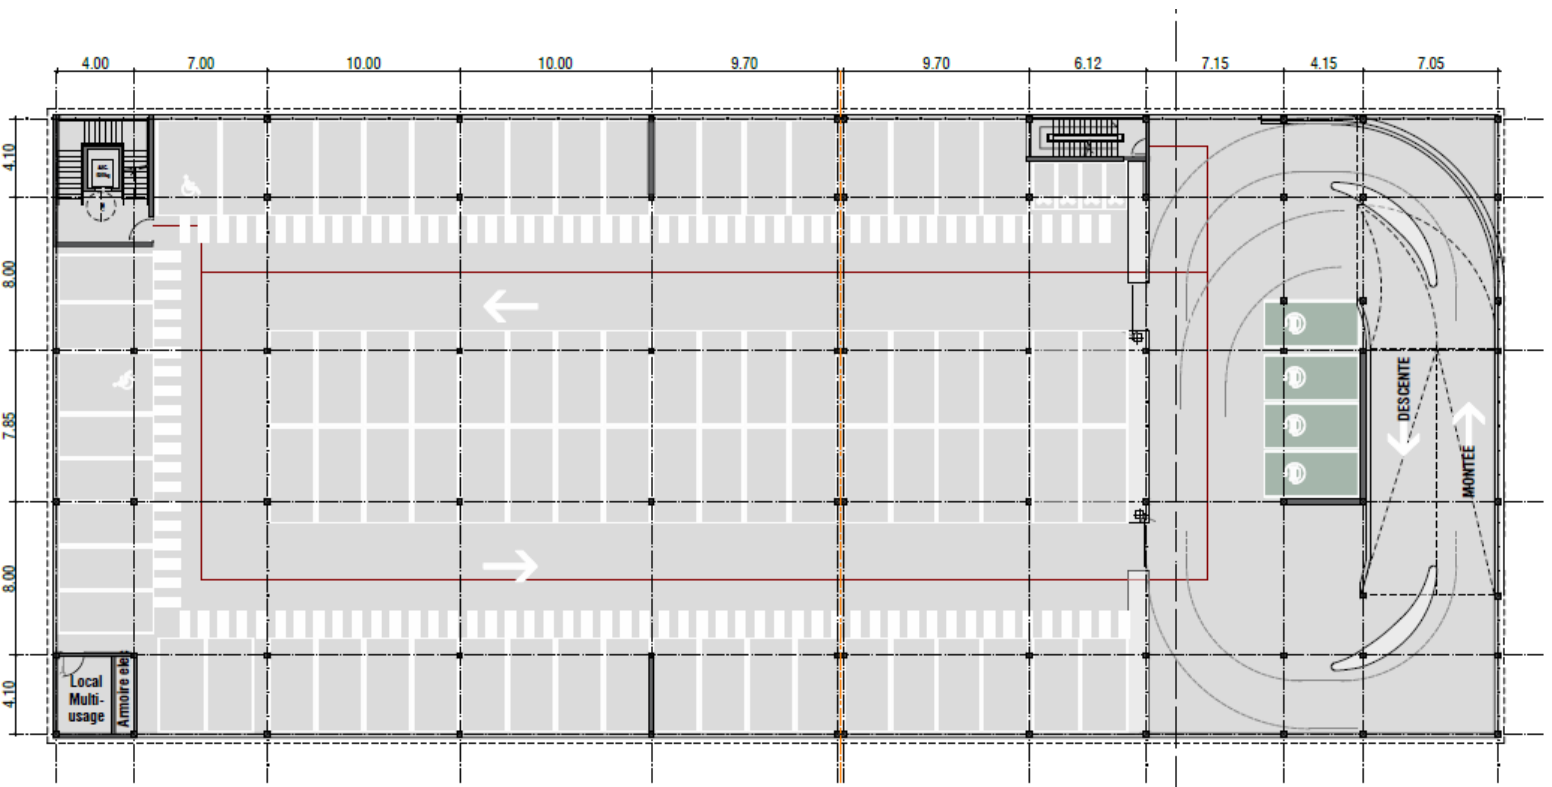 4.00 7.00 10.00 10.00 9.70 9.70 6.12 7.15 4.15 7.05
4.10
8.00
7.85
8.00
4.10
DESCENTE
MONTÉE
Local
Multi-
usage
Armoire ele